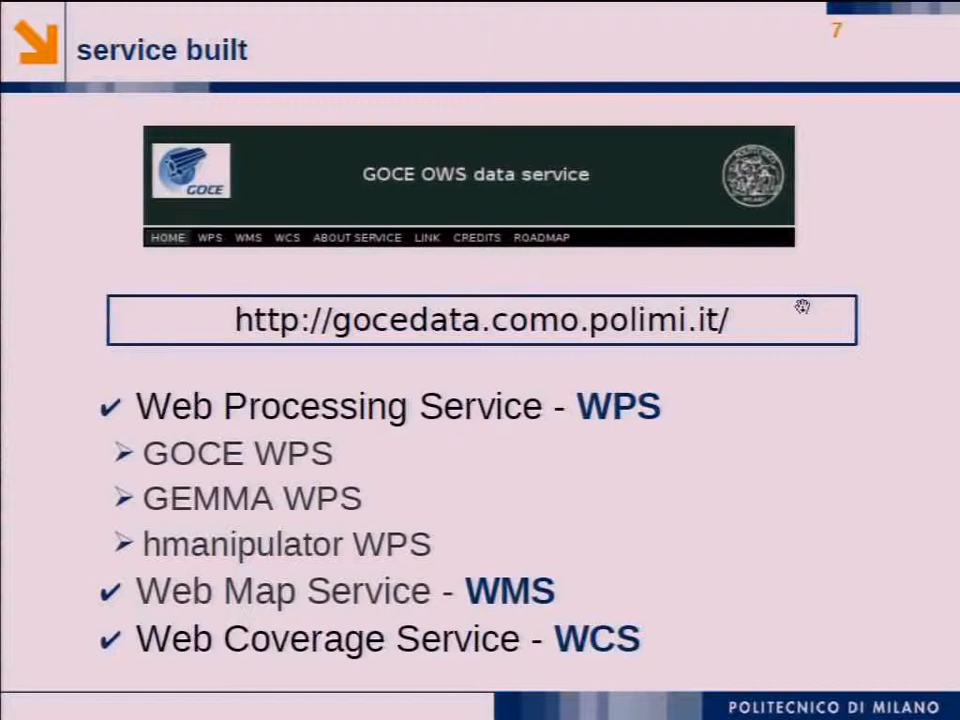 7
service built
GOCE
GOCE OWS data service
HOME WPS WMS WCS ABOUT SERVICE LINK CREDITS ROADMAP
http://gocedata.como.polimi.it/
✔ Web Processing Service - WPS
➢ GOCE WPS
➢ GEMMA WPS
➢ hmanipulator WPS
✔ Web Map Service - WMS
✔ Web Coverage Service - WCS
POLITECNICO DI MILANO